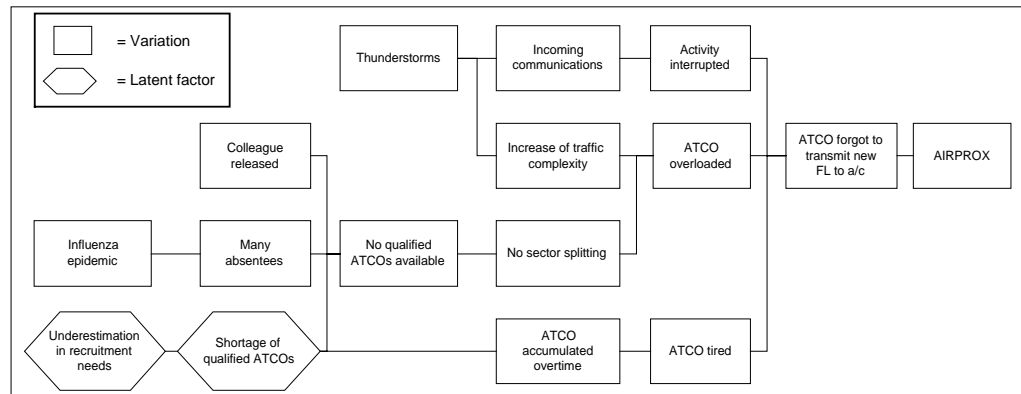 = Variation
= Latent factor
Thunderstorms
Incoming
communications
Activity
interrupted
Colleague
released
Increase of traffic
complexity
ATCO
overloaded
ATCO forgot to
transmit new
FL to a/c
AIRPROX
Influenza
epidemic
Many
absentees
No qualified
ATCOs available
No sector splitting
Underestimation
in recruitment
needs
Shortage of
qualified ATCOs
ATCO
accumulated
overtime
ATCO tired